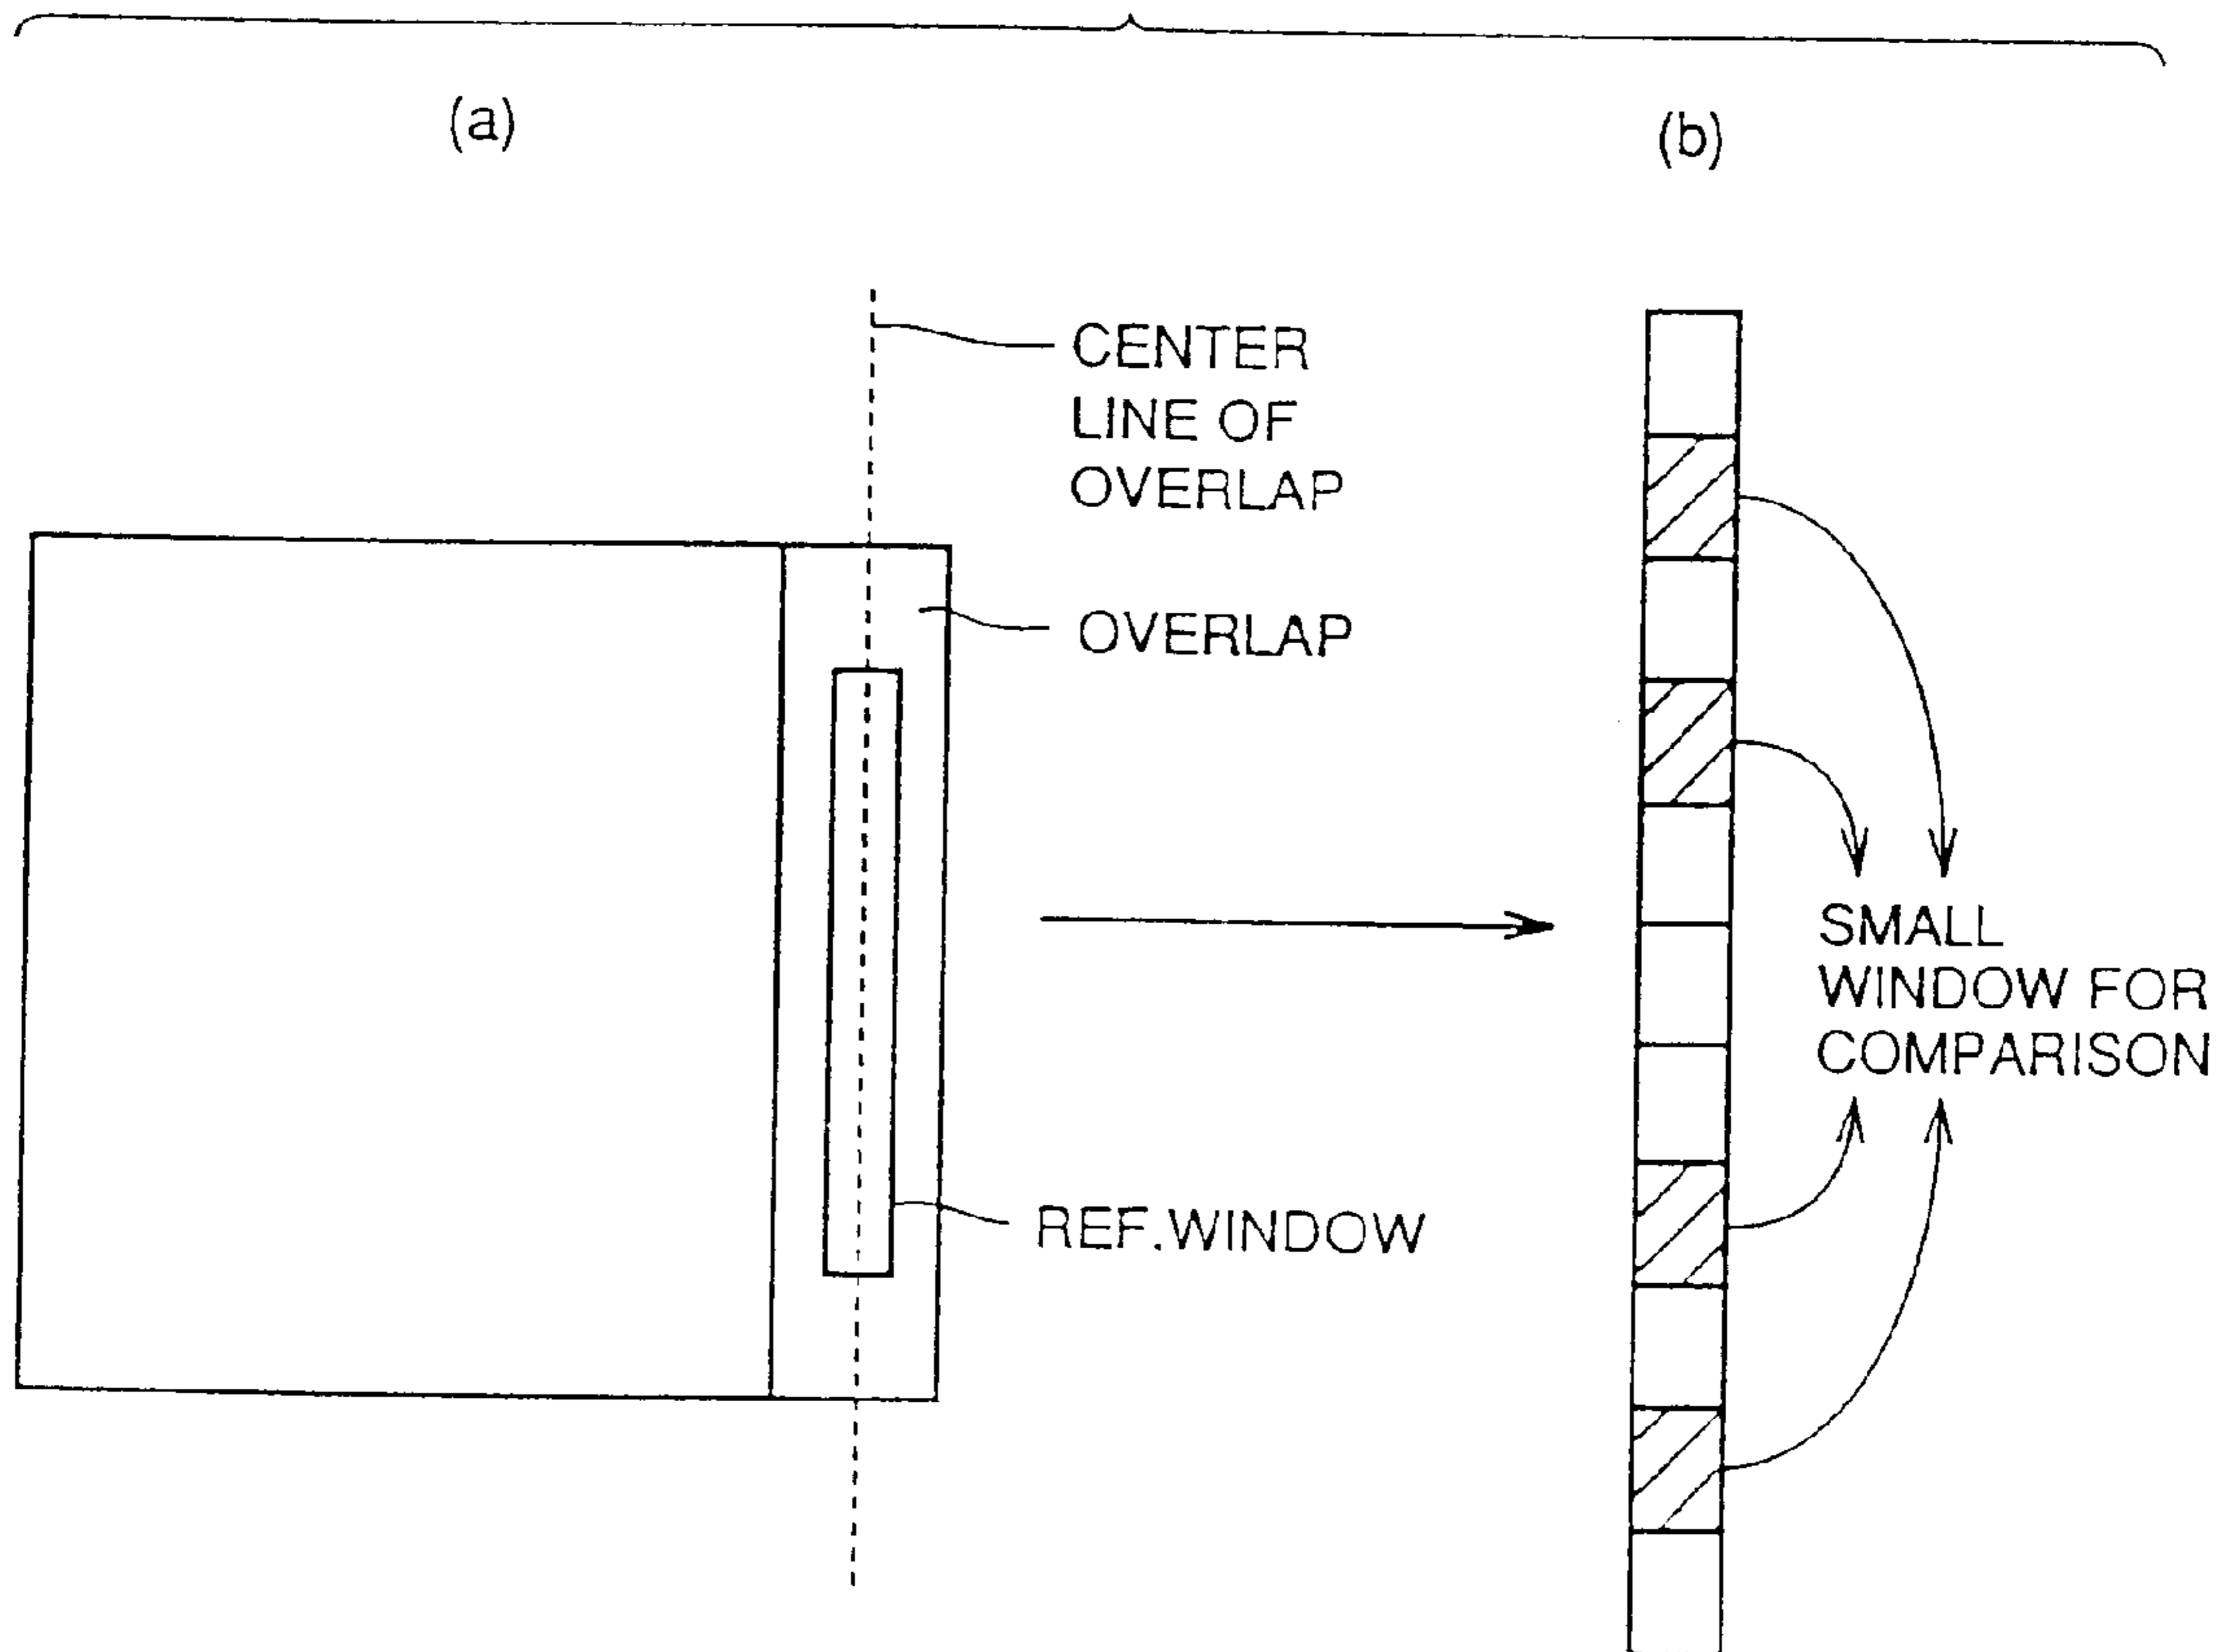 (a)
(b)
CENTER
LINE OF
OVERLAP
OVERLAP
REF.WINDOW
SMALL
WINDOW FOR
COMPARISON